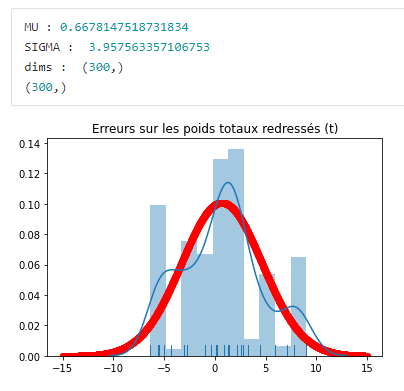 MU : 0.6678147518731834
SIGMA :  3.957563357106753
dims :  (300,)
(300,)
Erreurs sur les poids totaux redressés (t)
0.14
0.12
0.10
0.08
0.06
0.04
0.02
0.00
−15 −10 −5 0 5 10 15